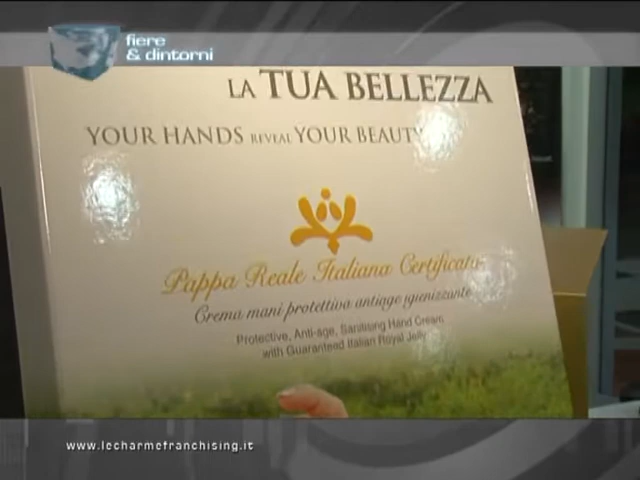 fiere
& dintorni
LA TUA BELLEZZA
YOUR HANDS REVEAL YOUR BEAUTY
Pappa Reale Italiana Certificata
Crema mani protettiva antiage igienizzante
Protective, Anti-age, Sanitising Hand Cream
with Guaranteed Italian Royal Jelly
www.lecharmefranchising.it